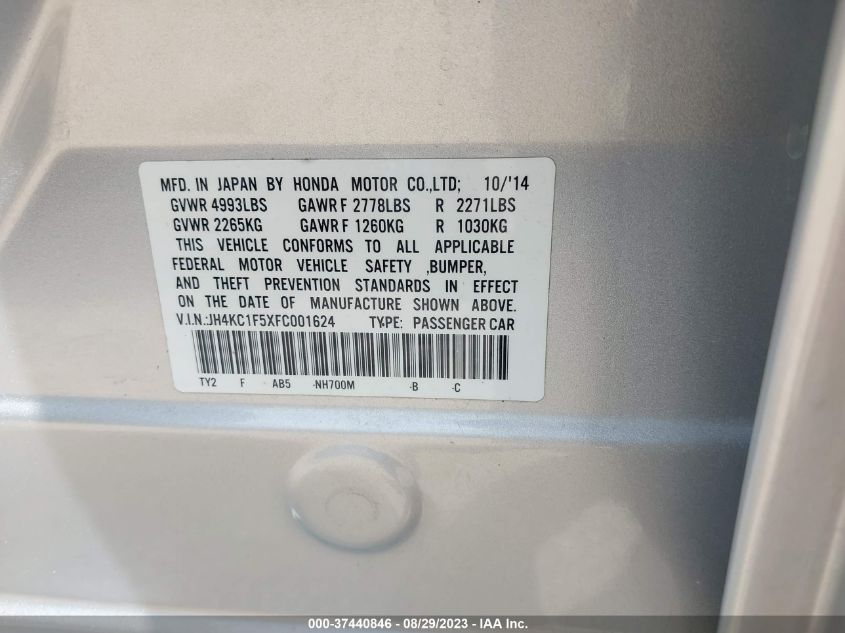 MFD. IN JAPAN BY HONDA MOTOR CO.,LTD; 10/'14
GVWR 4993LBS GAWR F 2778LBS R 2271LBS
GVWR 2265KG GAWR F 1260KG R 1030KG
THIS VEHICLE CONFORMS TO ALL APPLICABLE
FEDERAL MOTOR VEHICLE SAFETY ,BUMPER,
AND THEFT PREVENTION STANDARDS IN EFFECT
ON THE DATE OF MANUFACTURE SHOWN ABOVE.
V.I.N.:JH4KC1F5XFC001624 TYPE: PASSENGER CAR
TY2 F AB5 -NH700M -B -C
000-37440846 - 08/29/2023 - IAA Inc.